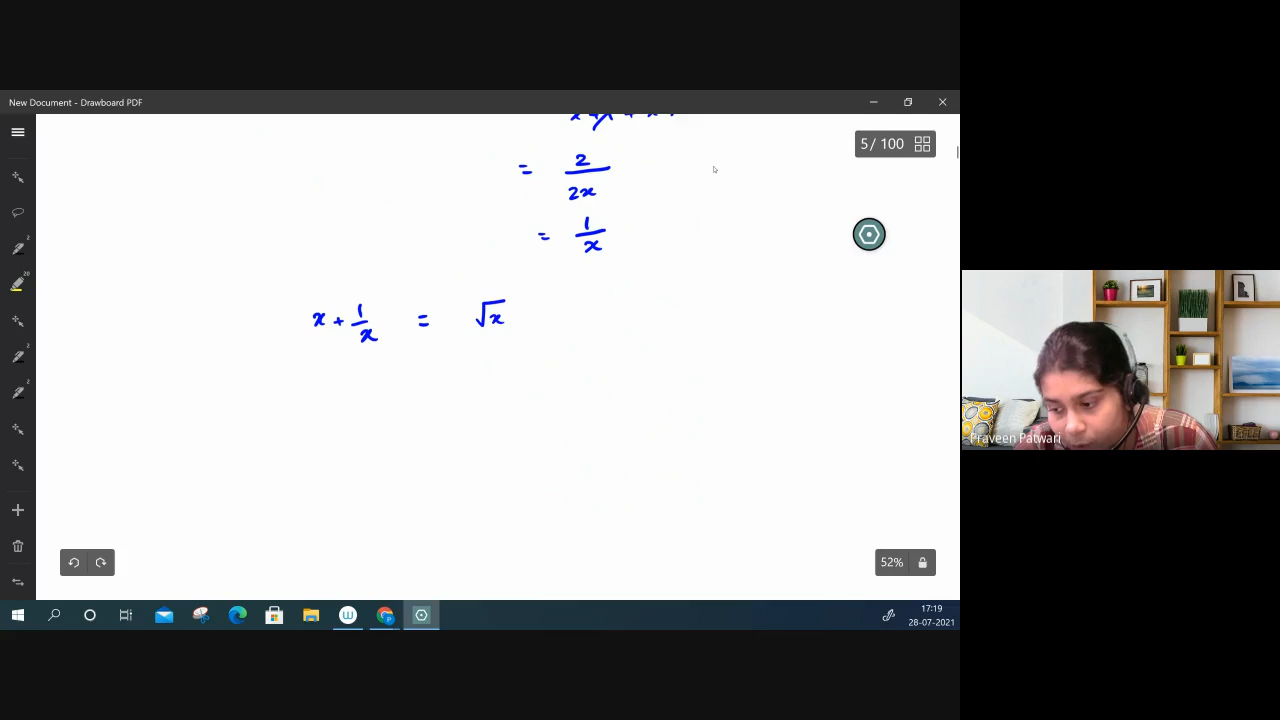 New Document - Drawboard PDF
5 / 100
= 2/2x
= 1/x
x + 1/x = √x
Praveen Patwari
52%
17:19
28-07-2021